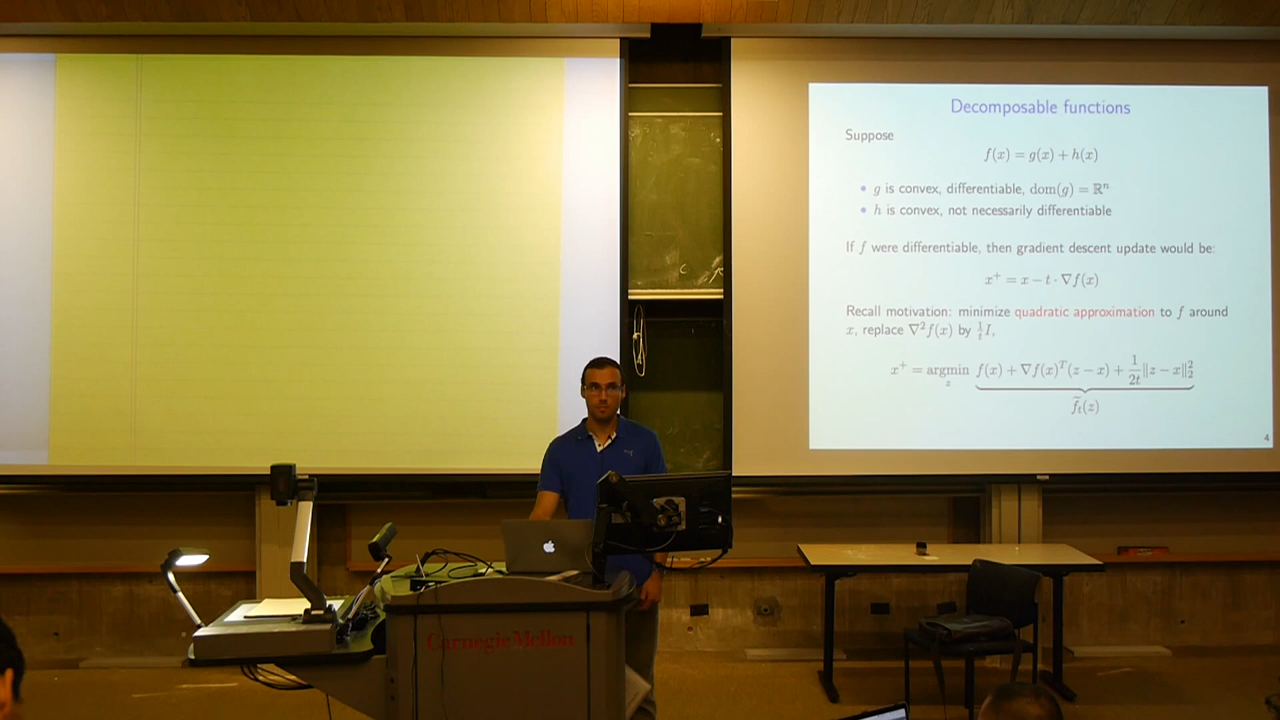 Decomposable functions
Suppose
f(x) = g(x) + h(x)
• g is convex, differentiable, dom(g) = ℝⁿ
• h is convex, not necessarily differentiable
If f were differentiable, then gradient descent update would be:
x⁺ = x − t · ∇f(x)
Recall motivation: minimize quadratic approximation to f around
x, replace ∇²f(x) by 1/t I,
x⁺ = argmin_z f(x) + ∇f(x)ᵀ(z − x) + 1/2t ‖z − x‖₂²
f̃ₜ(z)
4
Carnegie Mellon